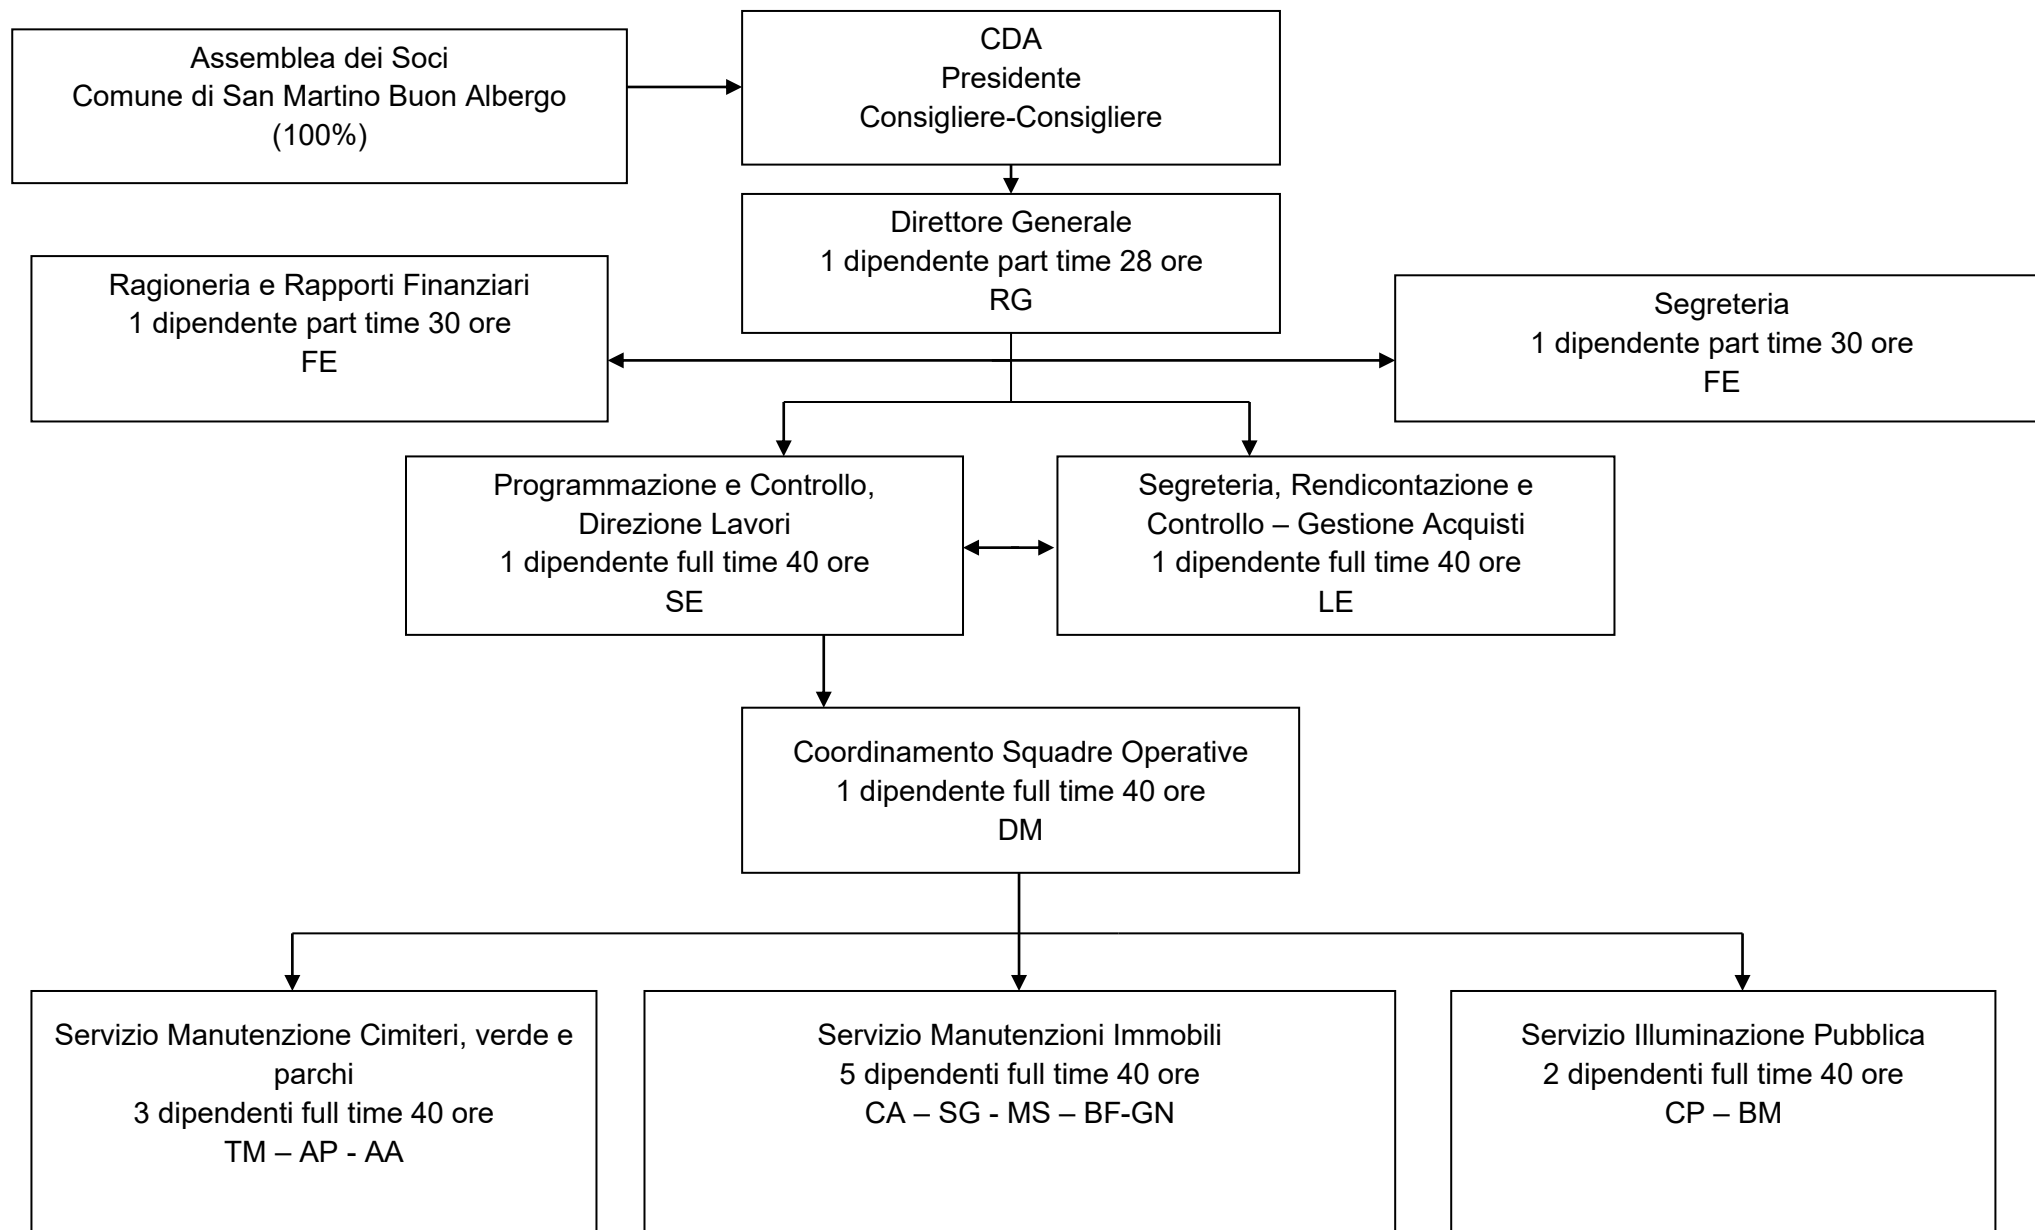 Assemblea dei Soci
Comune di San Martino Buon Albergo
(100%)
CDA
Presidente
Consigliere-Consigliere
Direttore Generale
1 dipendente part time 28 ore
RG
Ragioneria e Rapporti Finanziari
1 dipendente part time 30 ore
FE
Segreteria
1 dipendente part time 30 ore
FE
Programmazione e Controllo,
Direzione Lavori
1 dipendente full time 40 ore
SE
Segreteria, Rendicontazione e
Controllo – Gestione Acquisti
1 dipendente full time 40 ore
LE
Coordinamento Squadre Operative
1 dipendente full time 40 ore
DM
Servizio Manutenzione Cimiteri, verde e
parchi
3 dipendenti full time 40 ore
TM – AP - AA
Servizio Manutenzioni Immobili
5 dipendenti full time 40 ore
CA – SG - MS – BF-GN
Servizio Illuminazione Pubblica
2 dipendenti full time 40 ore
CP – BM